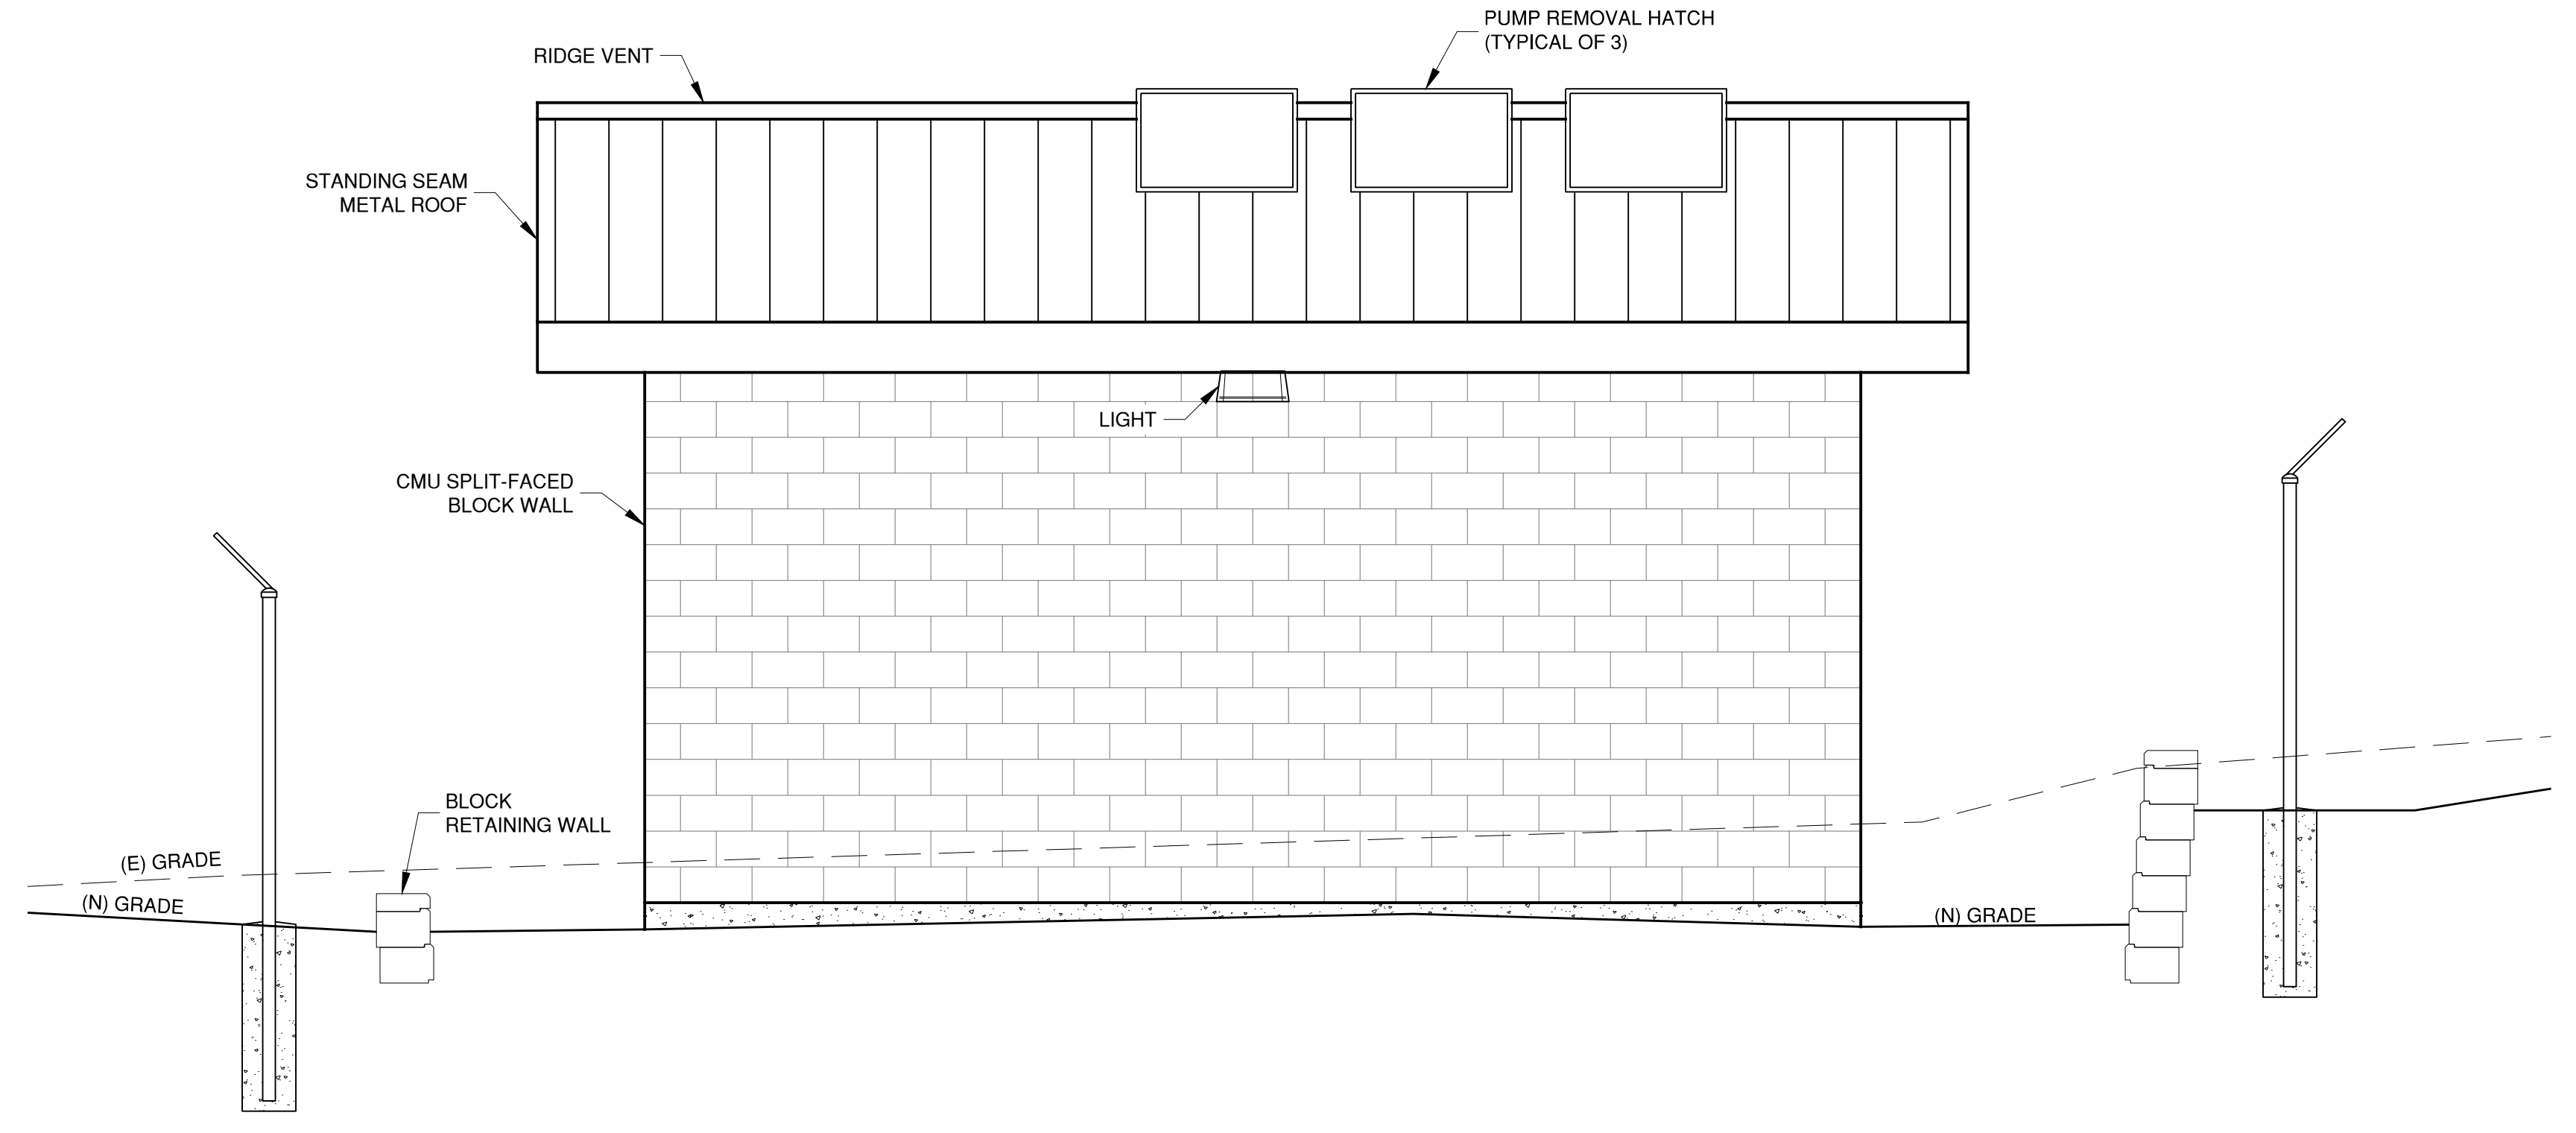 PUMP REMOVAL HATCH
(TYPICAL OF 3)
RIDGE VENT
STANDING SEAM
METAL ROOF
LIGHT
CMU SPLIT-FACED
BLOCK WALL
BLOCK
RETAINING WALL
(E) GRADE
(N) GRADE
(N) GRADE